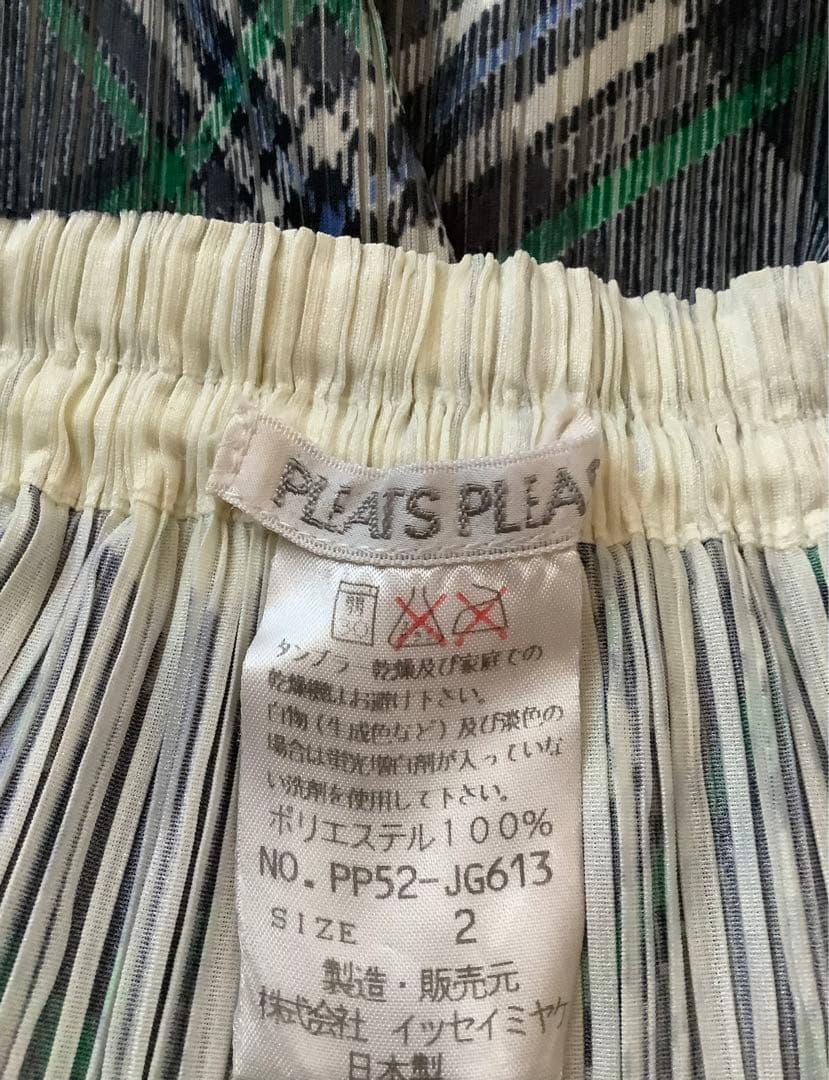 PLEATS PLEA
弱
タンブラー乾燥及び家庭での
乾燥機はお避け下さい。
白物(生成色など)及び淡色の
場合は蛍光増白剤が入っていな
い洗剤を使用して下さい。
ポリエステル100%
NO. PP52-JG613
SIZE 2
製造・販売元
株式会社 イッセイミヤケ
日本製